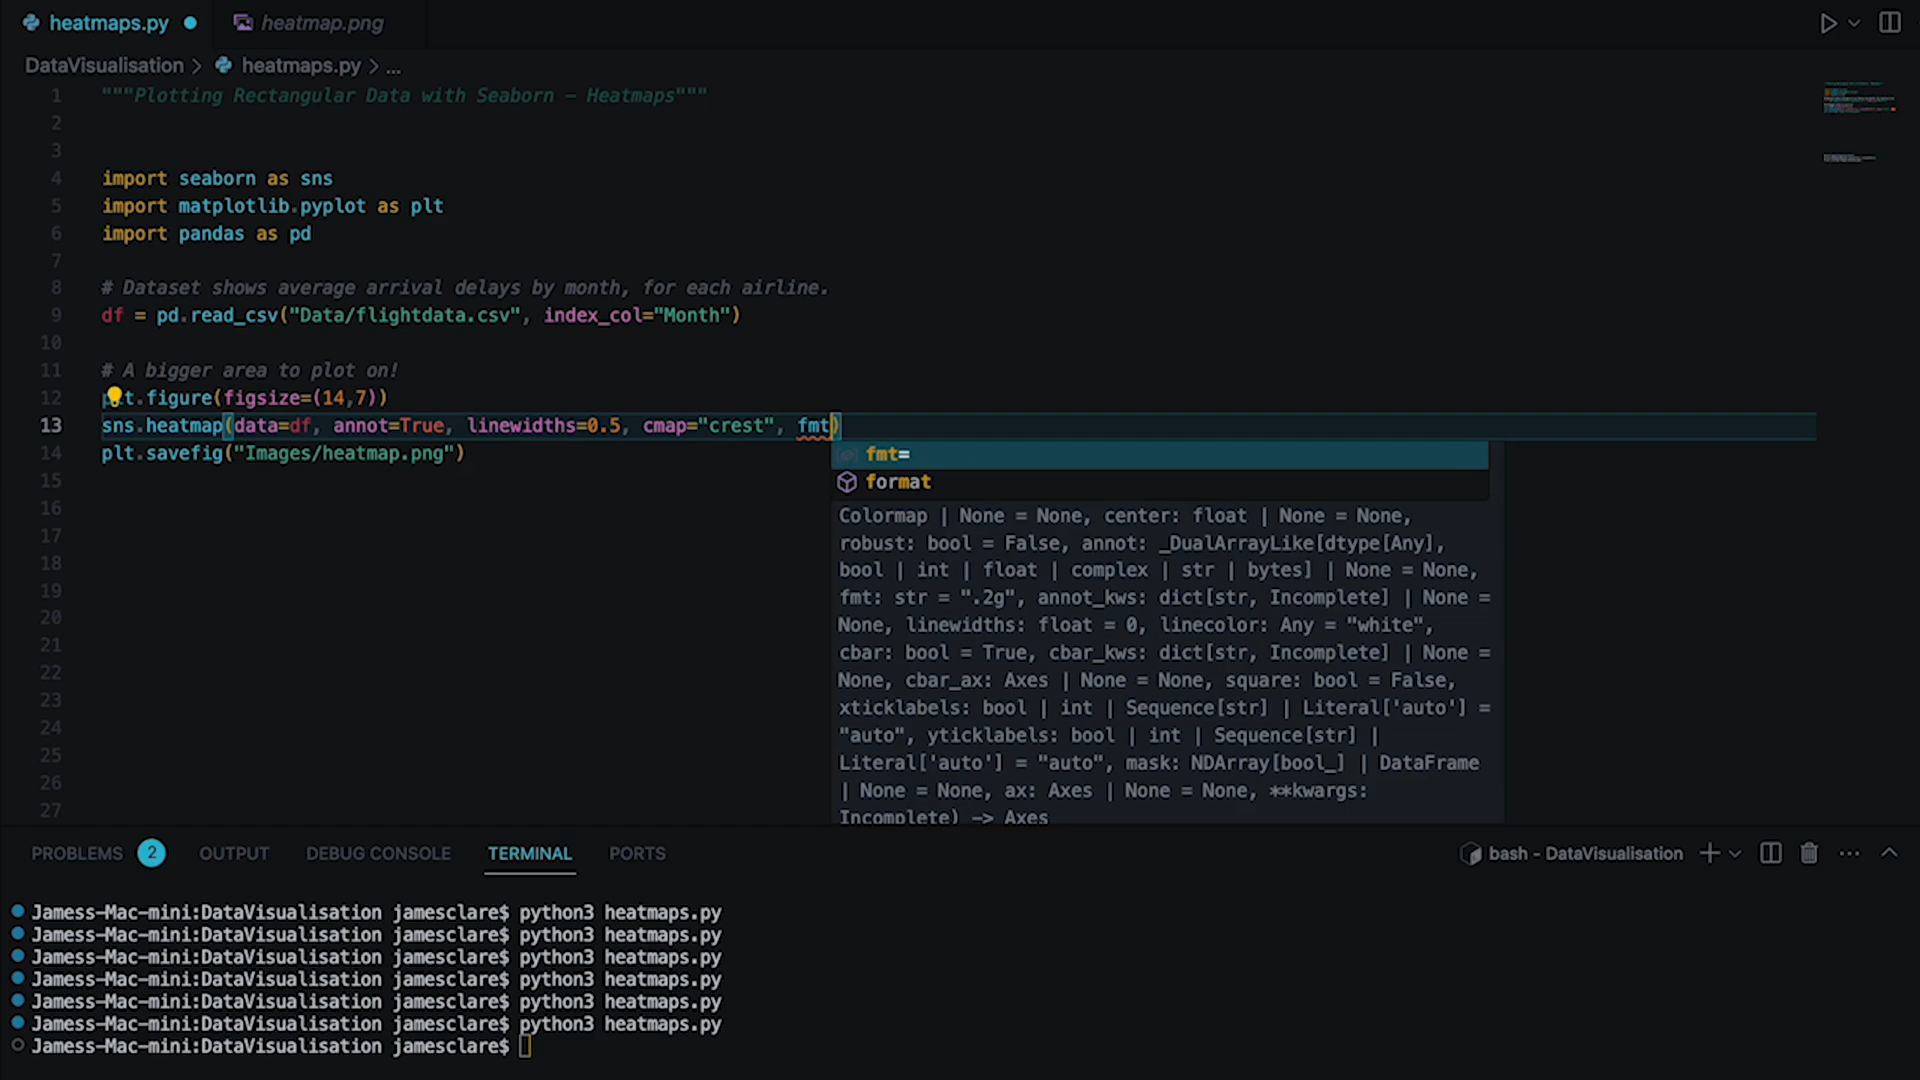 heatmaps.py
heatmap.png
DataVisualisation > heatmaps.py > ...
1 """Plotting Rectangular Data with Seaborn – Heatmaps"""
2
3
4 import seaborn as sns
5 import matplotlib.pyplot as plt
6 import pandas as pd
7
8 # Dataset shows average arrival delays by month, for each airline.
9 df = pd.read_csv("Data/flightdata.csv", index_col="Month")
10
11 # A bigger area to plot on!
12 plt.figure(figsize=(14,7))
13 sns.heatmap(data=df, annot=True, linewidths=0.5, cmap="crest", fmt)
14 plt.savefig("Images/heatmap.png")
15
fmt=
16
format
17
Colormap | None = None, center: float | None = None,
18
robust: bool = False, annot: _DualArrayLike[dtype[Any],
19
bool | int | float | complex | str | bytes] | None = None,
20
fmt: str = ".2g", annot_kws: dict[str, Incomplete] | None =
21
None, linewidths: float = 0, linecolor: Any = "white",
22
cbar: bool = True, cbar_kws: dict[str, Incomplete] | None =
23
None, cbar_ax: Axes | None = None, square: bool = False,
24
xticklabels: bool | int | Sequence[str] | Literal['auto'] =
25
"auto", yticklabels: bool | int | Sequence[str] |
26
Literal['auto'] = "auto", mask: NDArray[bool_] | DataFrame
27
| None = None, ax: Axes | None = None, **kwargs:
Incomplete) -> Axes
PROBLEMS 2 OUTPUT DEBUG CONSOLE TERMINAL PORTS
bash - DataVisualisation
Jamess-Mac-mini:DataVisualisation jamesclare$ python3 heatmaps.py
Jamess-Mac-mini:DataVisualisation jamesclare$ python3 heatmaps.py
Jamess-Mac-mini:DataVisualisation jamesclare$ python3 heatmaps.py
Jamess-Mac-mini:DataVisualisation jamesclare$ python3 heatmaps.py
Jamess-Mac-mini:DataVisualisation jamesclare$ python3 heatmaps.py
Jamess-Mac-mini:DataVisualisation jamesclare$ python3 heatmaps.py
Jamess-Mac-mini:DataVisualisation jamesclare$